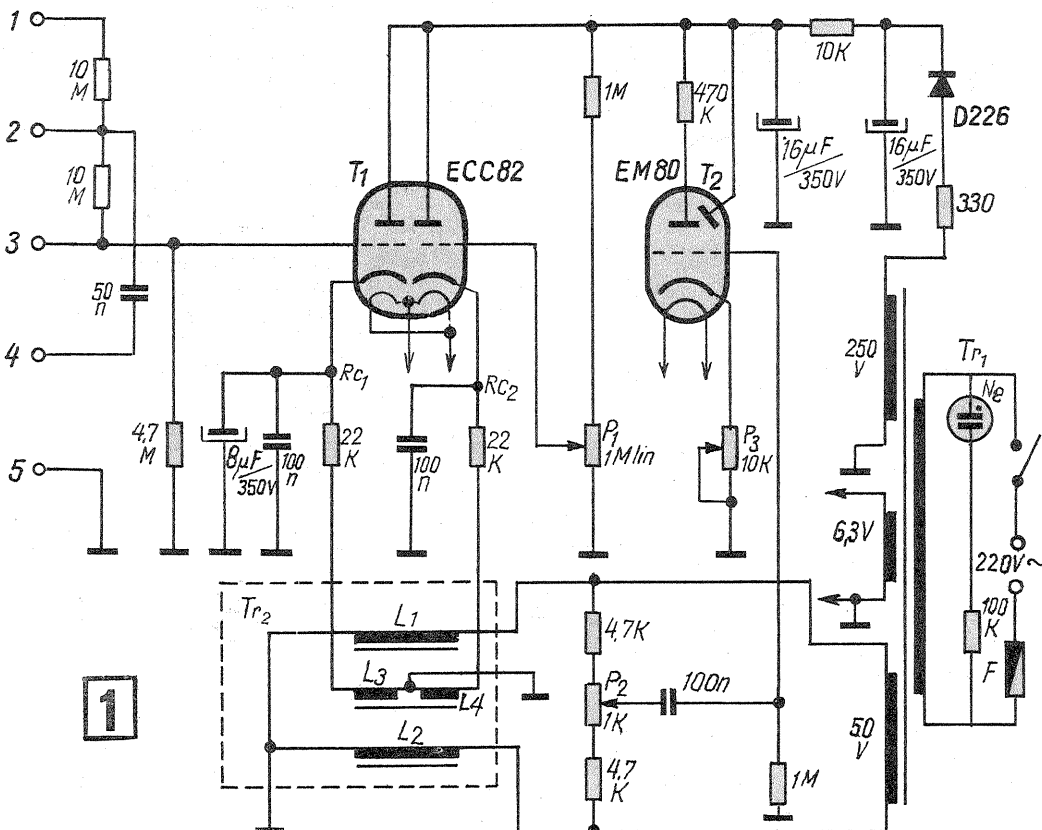 1
10
M
2
10
M
3
50
n
4
4,7
M
5
T1
ECC82
Rc1
Rc2
8µF/350V
100
n
22
K
100
n
22
K
1M
470
K
EM80
T2
16µF/350V
10K
16µF/350V
D226
330
P1
1Mlin
P3
10K
250
V
6,3V
50
V
Tr1
Ne
220V~
100
K
F
Tr2
L1
L3
L4
L2
4,7K
P2
1K
100n
4,7
K
1M
1